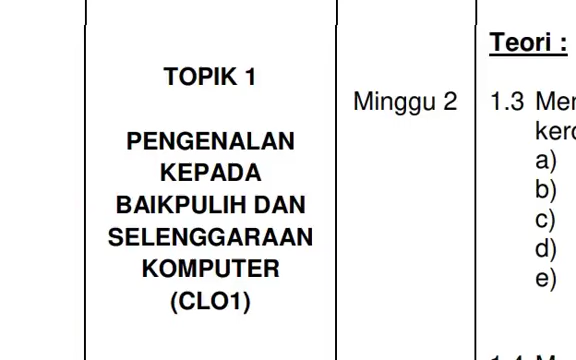 TOPIK 1
PENGENALAN
KEPADA
BAIKPULIH DAN
SELENGGARAAN
KOMPUTER
(CLO1)
Minggu 2
Teori :
1.3
a)
b)
c)
d)
e)